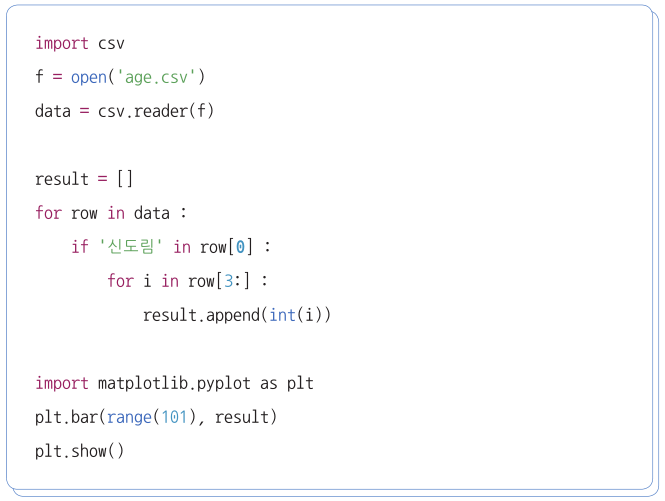 import csv
f = open('age.csv')
data = csv.reader(f)
result = []
for row in data :
    if '신도림' in row[0] :
        for i in row[3:] :
            result.append(int(i))
import matplotlib.pyplot as plt
plt.bar(range(101), result)
plt.show()